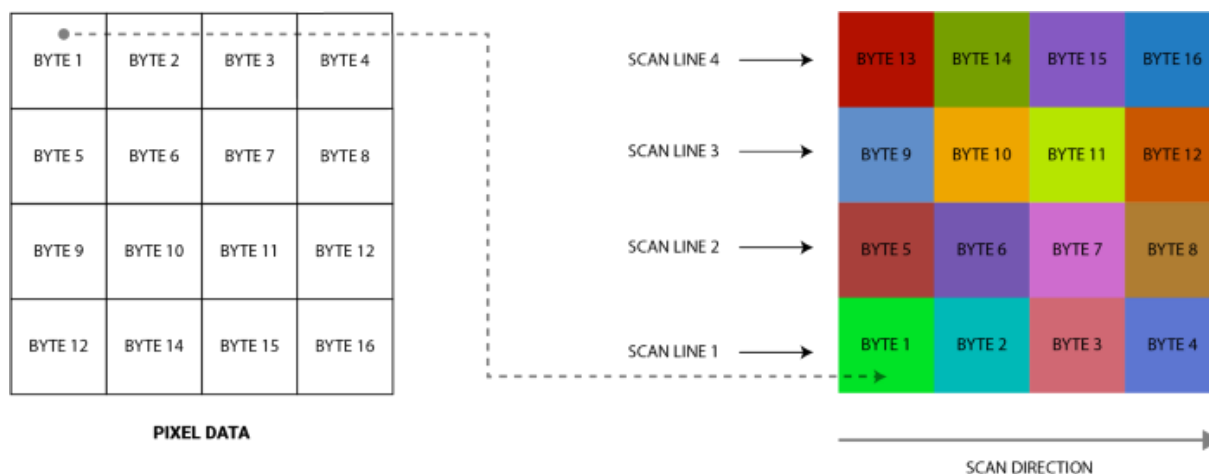 BYTE 1 BYTE 2 BYTE 3 BYTE 4
BYTE 5 BYTE 6 BYTE 7 BYTE 8
BYTE 9 BYTE 10 BYTE 11 BYTE 12
BYTE 12 BYTE 14 BYTE 15 BYTE 16
PIXEL DATA
SCAN LINE 4 BYTE 13 BYTE 14 BYTE 15 BYTE 16
SCAN LINE 3 BYTE 9 BYTE 10 BYTE 11 BYTE 12
SCAN LINE 2 BYTE 5 BYTE 6 BYTE 7 BYTE 8
SCAN LINE 1 BYTE 1 BYTE 2 BYTE 3 BYTE 4
SCAN DIRECTION